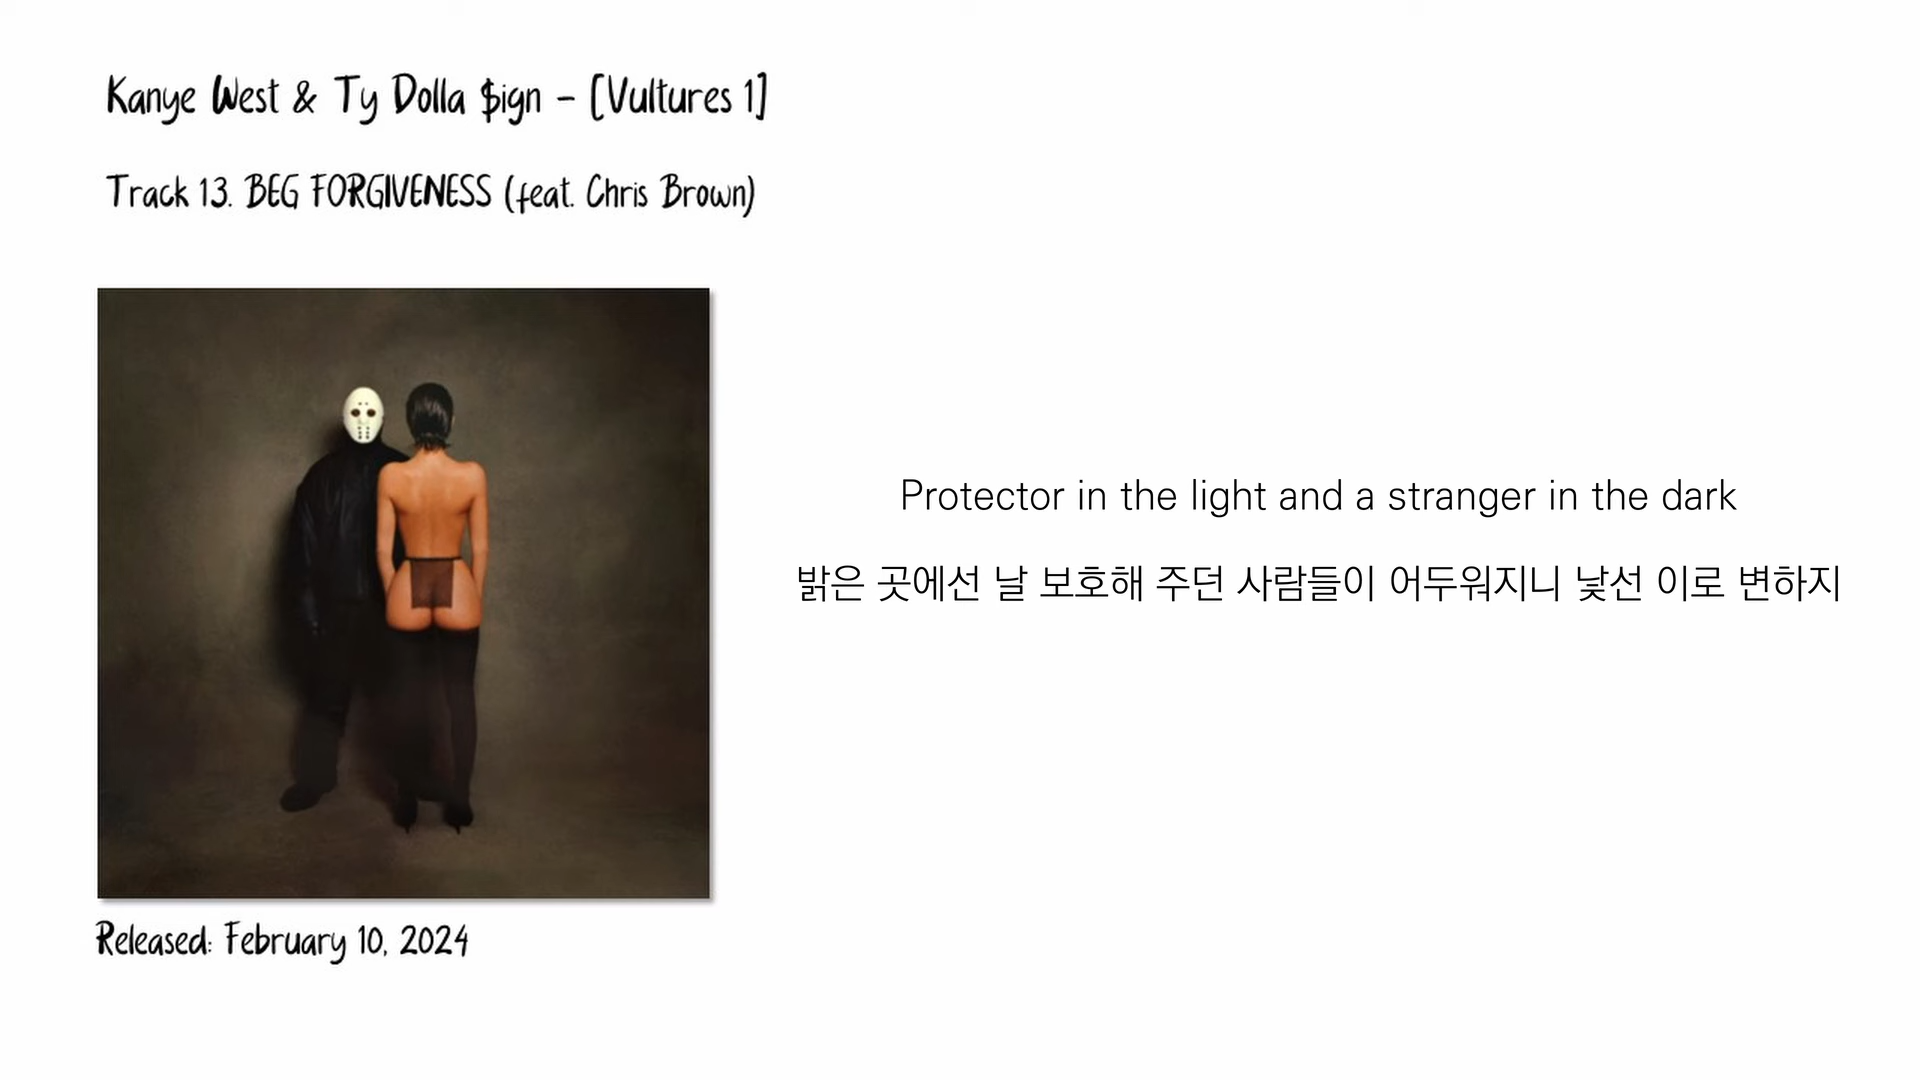 Kanye West & Ty Dolla $ign - [Vultures 1]
Track 13. BEG FORGIVENESS (feat. Chris Brown)
Protector in the light and a stranger in the dark
밝은 곳에선 날 보호해 주던 사람들이 어두워지니 낯선 이로 변하지
Released: February 10, 2024